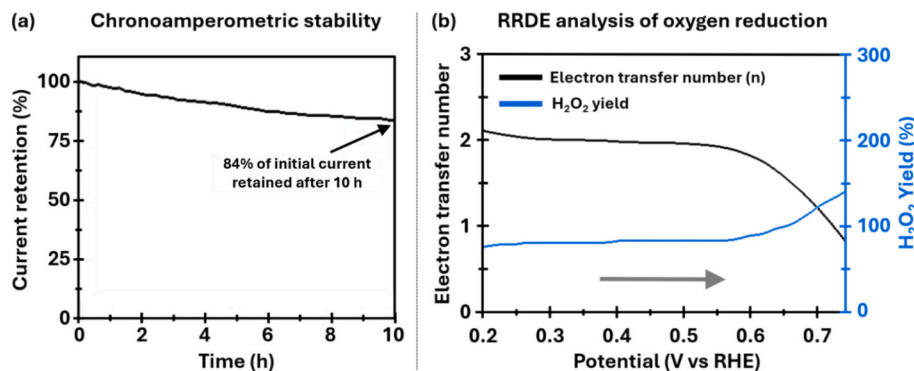 (a) Chronoamperometric stability
Current retention (%)
100
75
50
25
0
84% of initial current
retained after 10 h
0 2 4 6 8 10
Time (h)
(b) RRDE analysis of oxygen reduction
Electron transfer number
3
2
1
0
Electron transfer number (n)
H₂O₂ yield
300
200
100
0
H₂O₂ Yield (%)
0.2 0.3 0.4 0.5 0.6 0.7
Potential (V vs RHE)